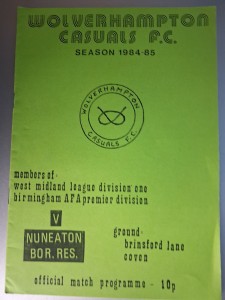 WOLVERHAMPTON
CASUALS F.C.
SEASON 1984-85
WOLVERHAMPTON
CASUALS F.C.
members of-
west midland league division one
birmingham AFA premier division
V
NUNEATON
BOR. RES.
ground-
brinsford lane
coven
official match programme - 10p